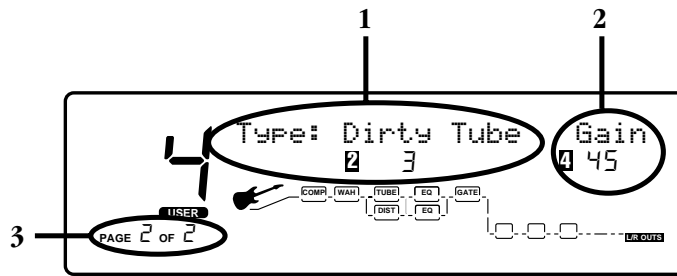 1 2
Type: Dirty Tube Gain
4 2 3 4 45
COMP WAH TUBE EQ GATE
DIST EQ
USER
3 PAGE 2 OF 2 L/R OUTS